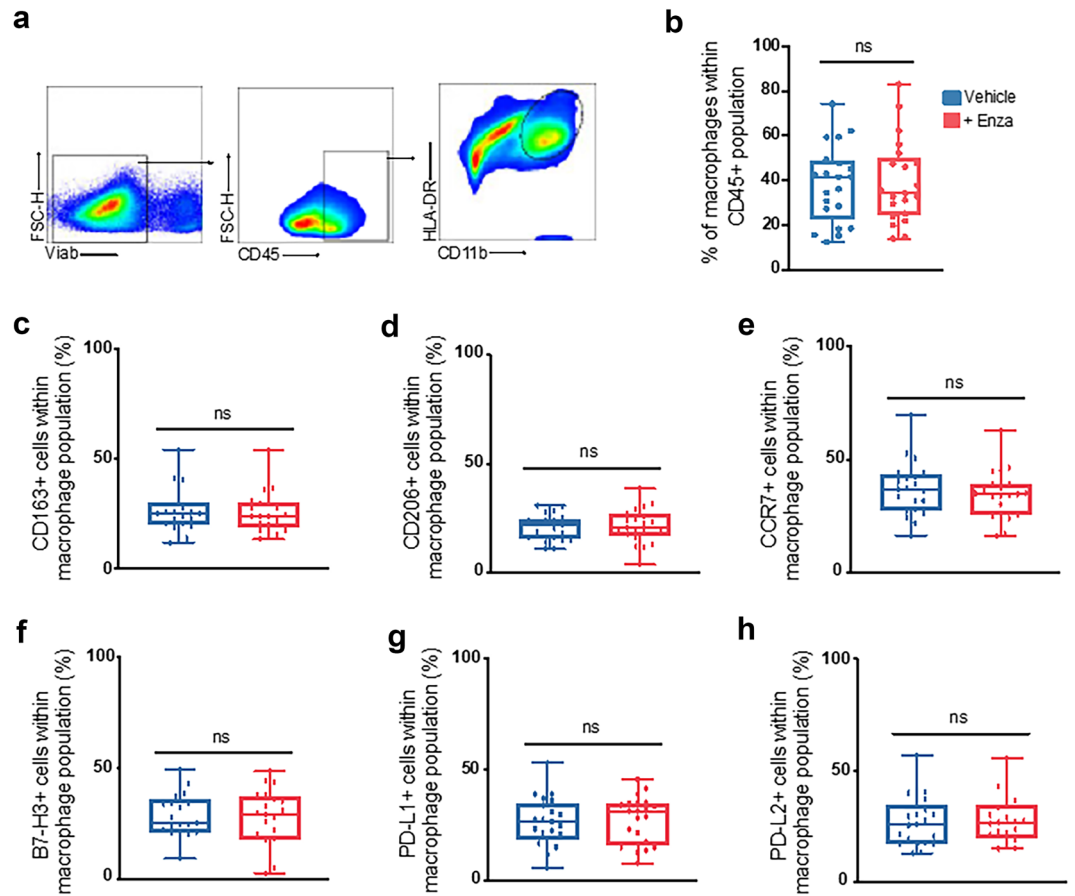 a
FSC-H
Viab
FSC-H
CD45
HLA-DR
CD11b
b
% of macrophages within
CD45+ population
100
80
60
40
20
0
ns
Vehicle
+ Enza
c
CD163+ cells within
macrophage population (%)
100
50
0
ns
d
CD206+ cells within
macrophage population (%)
100
50
0
ns
e
CCR7+ cells within
macrophage population (%)
100
50
0
ns
f
B7-H3+ cells within
macrophage population (%)
100
50
0
ns
g
PD-L1+ cells within
macrophage population (%)
100
50
0
ns
h
PD-L2+ cells within
macrophage population (%)
100
50
0
ns